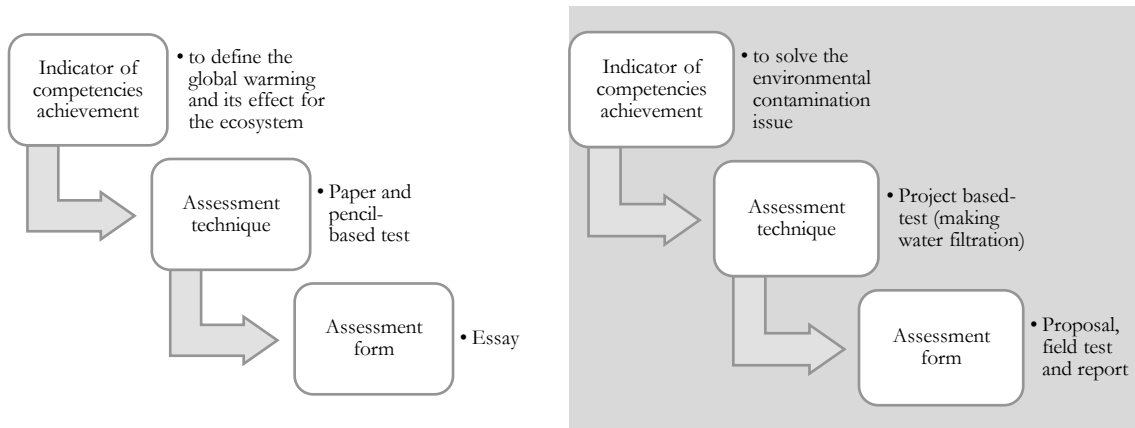 Indicator of
competencies
achievement
• to define the
global warming
and its effect for
the ecosystem
Assessment
technique
• Paper and
pencil-
based test
Assessment
form
• Essay
Indicator of
competencies
achievement
• to solve the
environmental
contamination
issue
Assessment
technique
• Project based-
test (making
water filtration)
Assessment
form
• Proposal,
field test
and report